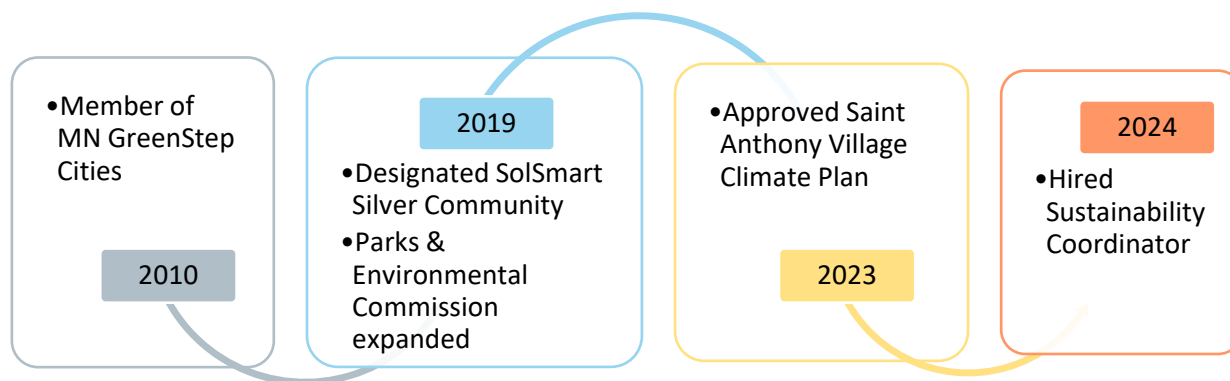 •Member of
MN GreenStep
Cities
2010
2019
•Designated SolSmart
Silver Community
•Parks &
Environmental
Commission
expanded
•Approved Saint
Anthony Village
Climate Plan
2023
2024
•Hired
Sustainability
Coordinator